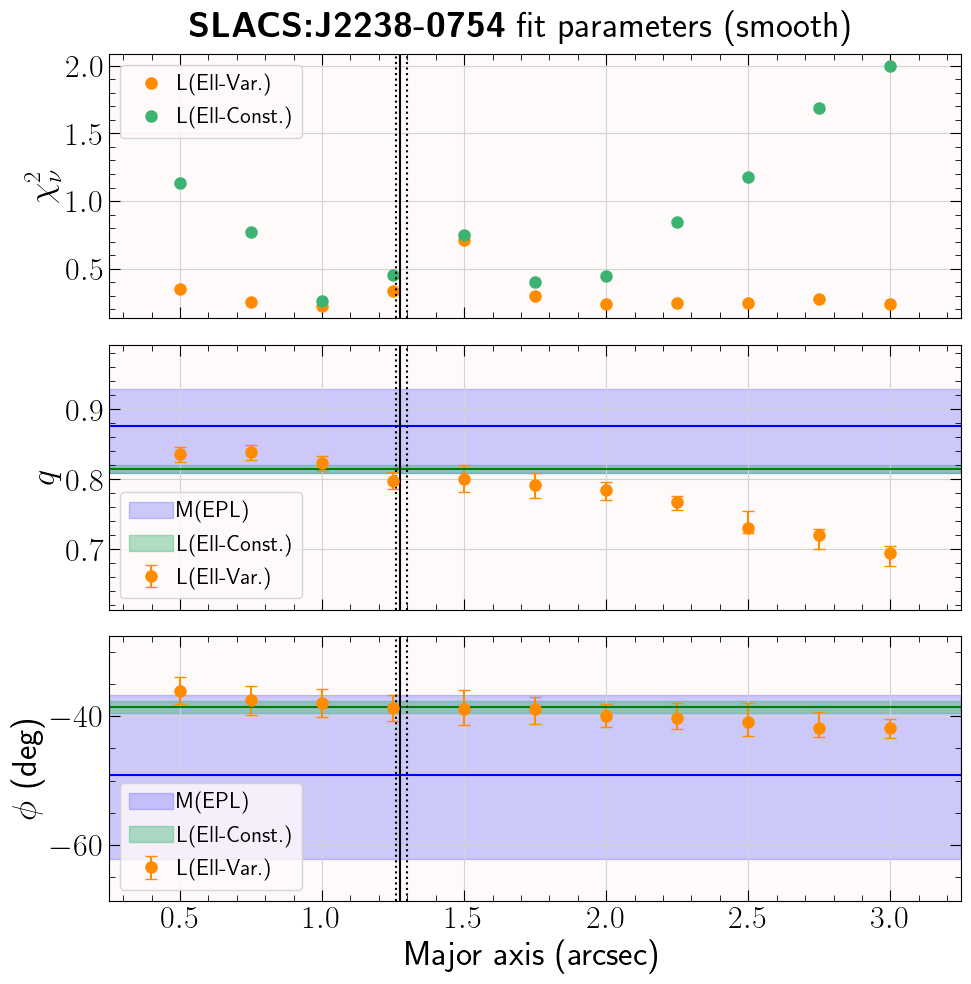 SLACS:J2238-0754 fit parameters (smooth)
2.0
1.5
1.0
0.5
χ²ᵥ
L(Ell-Var.)
L(Ell-Const.)
0.9
0.8
0.7
q
M(EPL)
L(Ell-Const.)
L(Ell-Var.)
−40
−60
ϕ (deg)
M(EPL)
L(Ell-Const.)
L(Ell-Var.)
0.5 1.0 1.5 2.0 2.5 3.0
Major axis (arcsec)